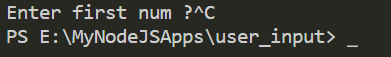 Enter first num ?^C
PS E:\MyNodeJSApps\user_input> _